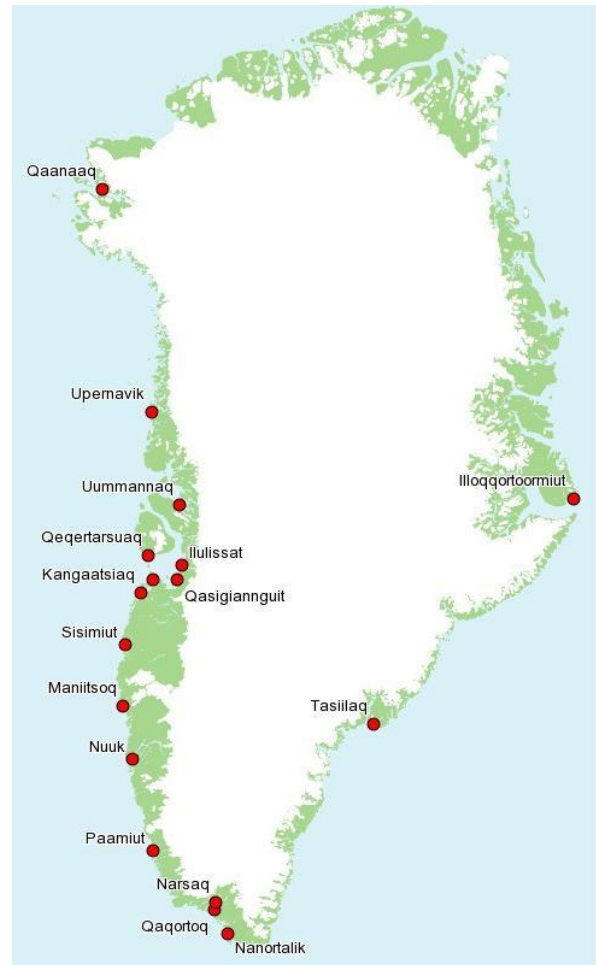 Qaanaaq
Upernavik
Illoqqortoormiut
Uummannaq
Qeqertarsuaq
Ilulissat
Kangaatsiaq
Qasigiannguit
Sisimiut
Maniitsoq
Tasiilaq
Nuuk
Paamiut
Narsaq
Qaqortoq
Nanortalik